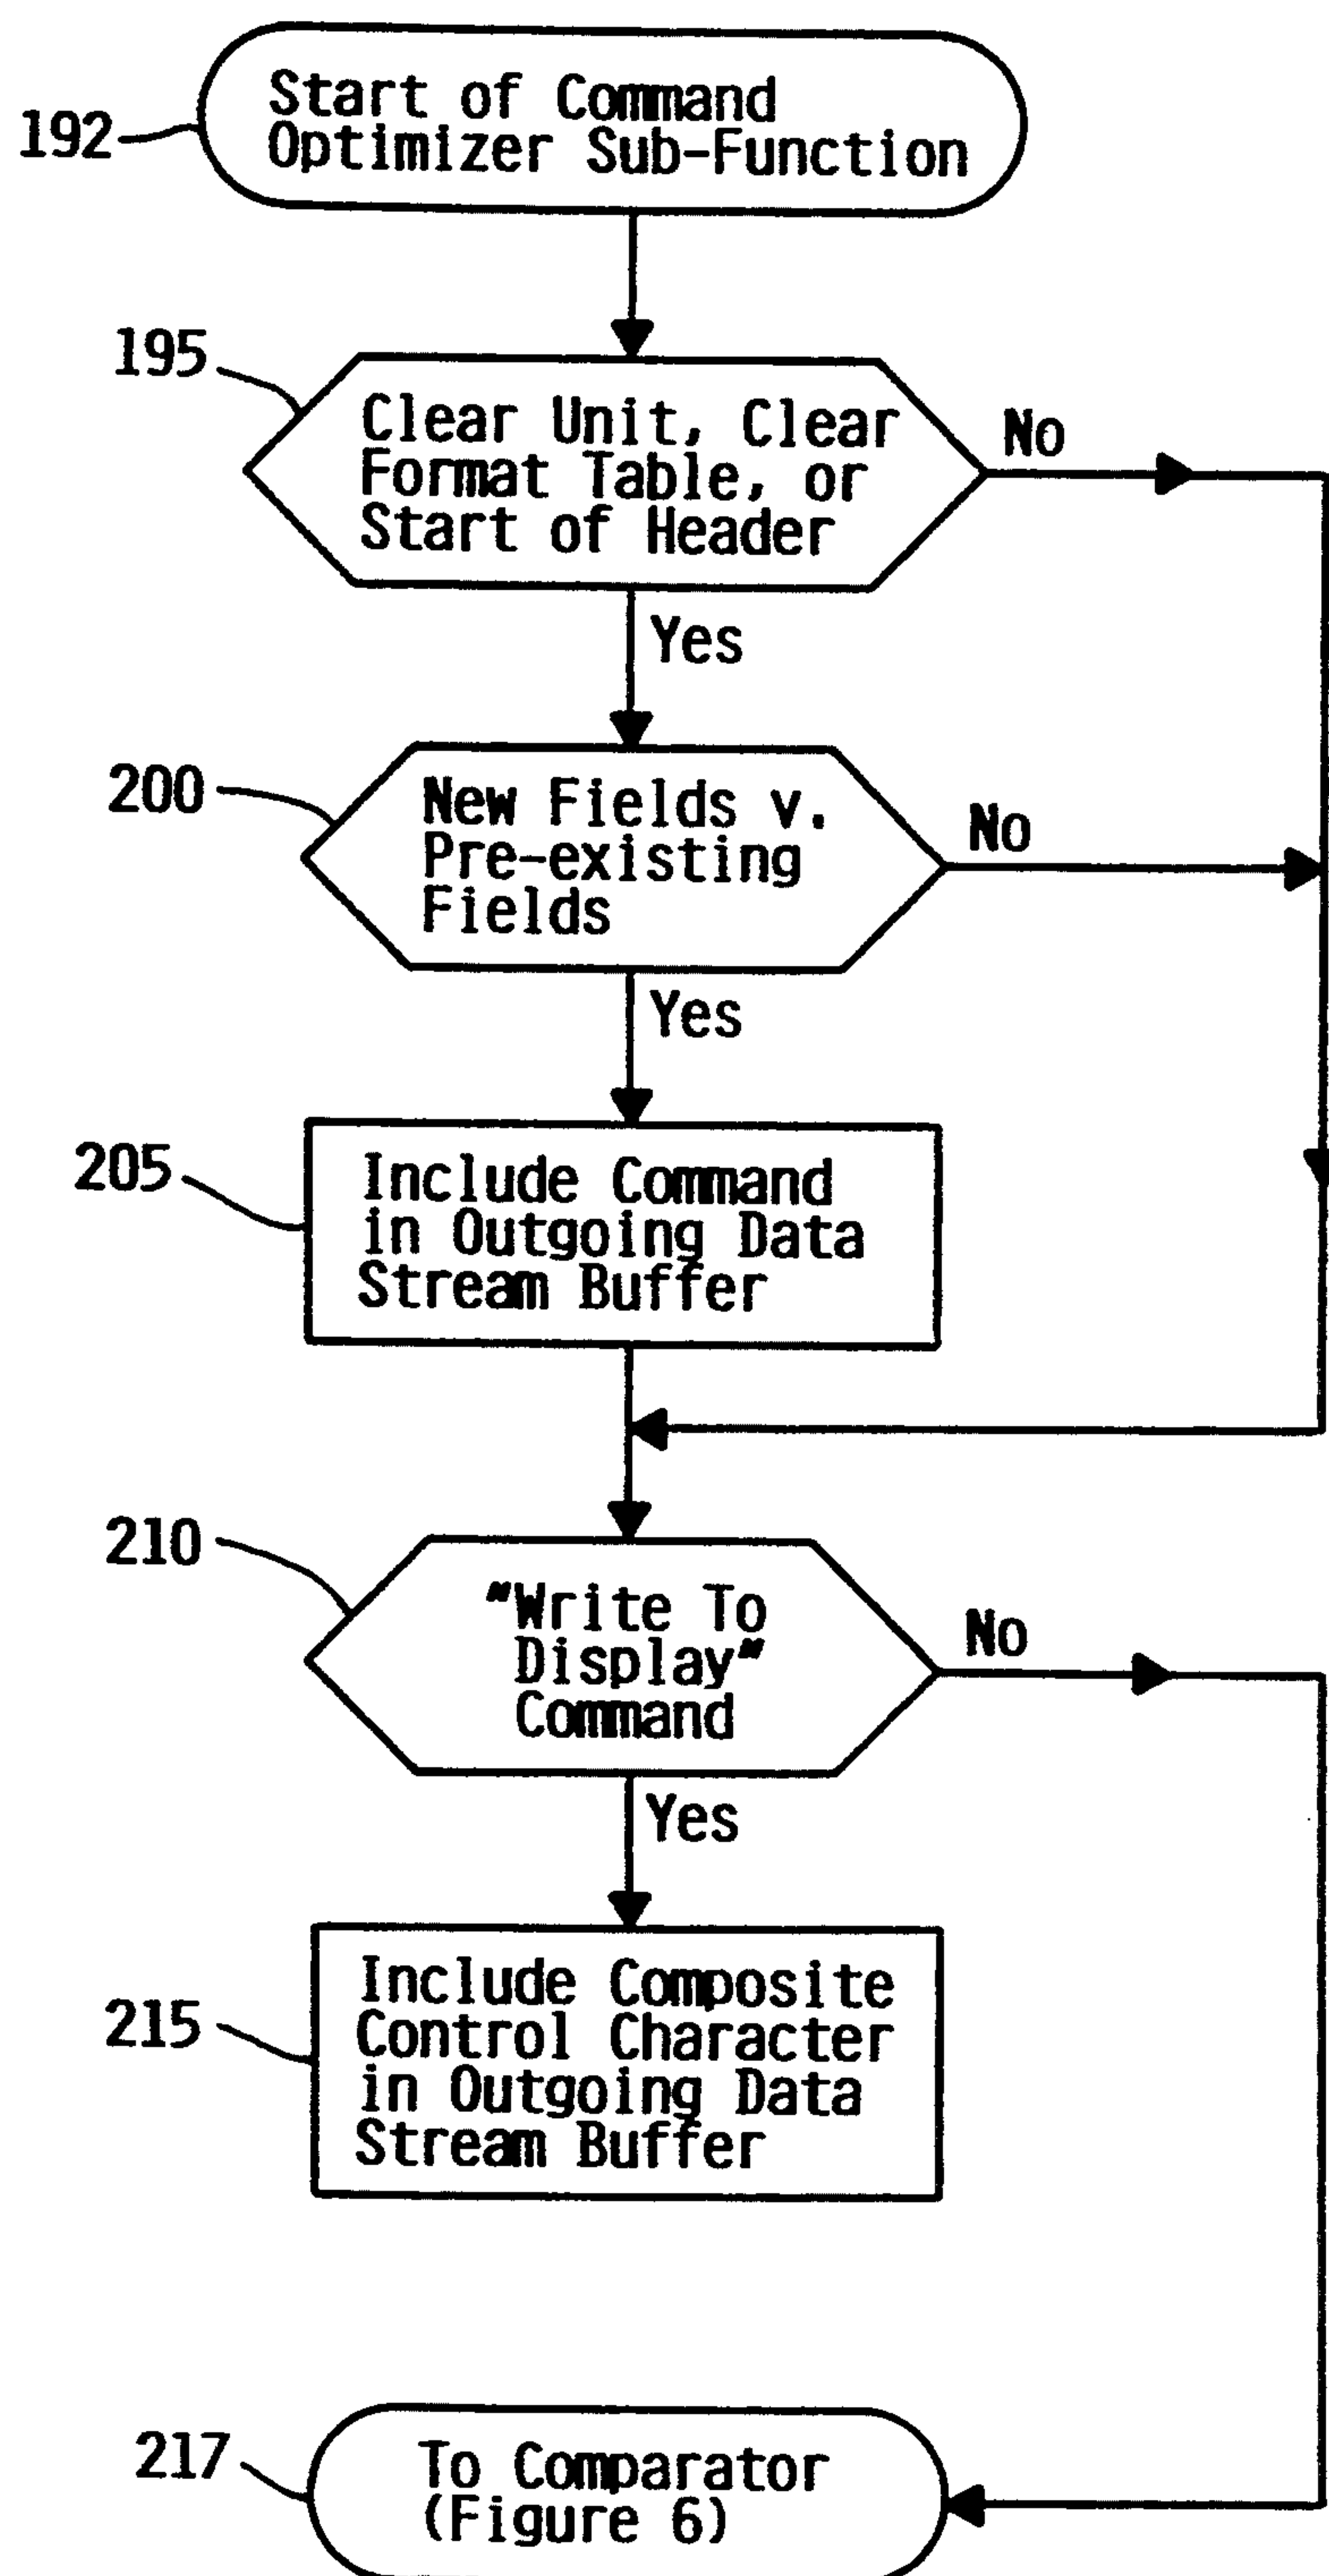 Start of Command
Optimizer Sub-Function
192
195
Clear Unit, Clear
Format Table, or
Start of Header
No
Yes
200
New Fields v.
Pre-existing
Fields
No
Yes
205
Include Command
in Outgoing Data
Stream Buffer
210
"Write To
Display"
Command
No
Yes
215
Include Composite
Control Character
in Outgoing Data
Stream Buffer
217
To Comparator
(Figure 6)